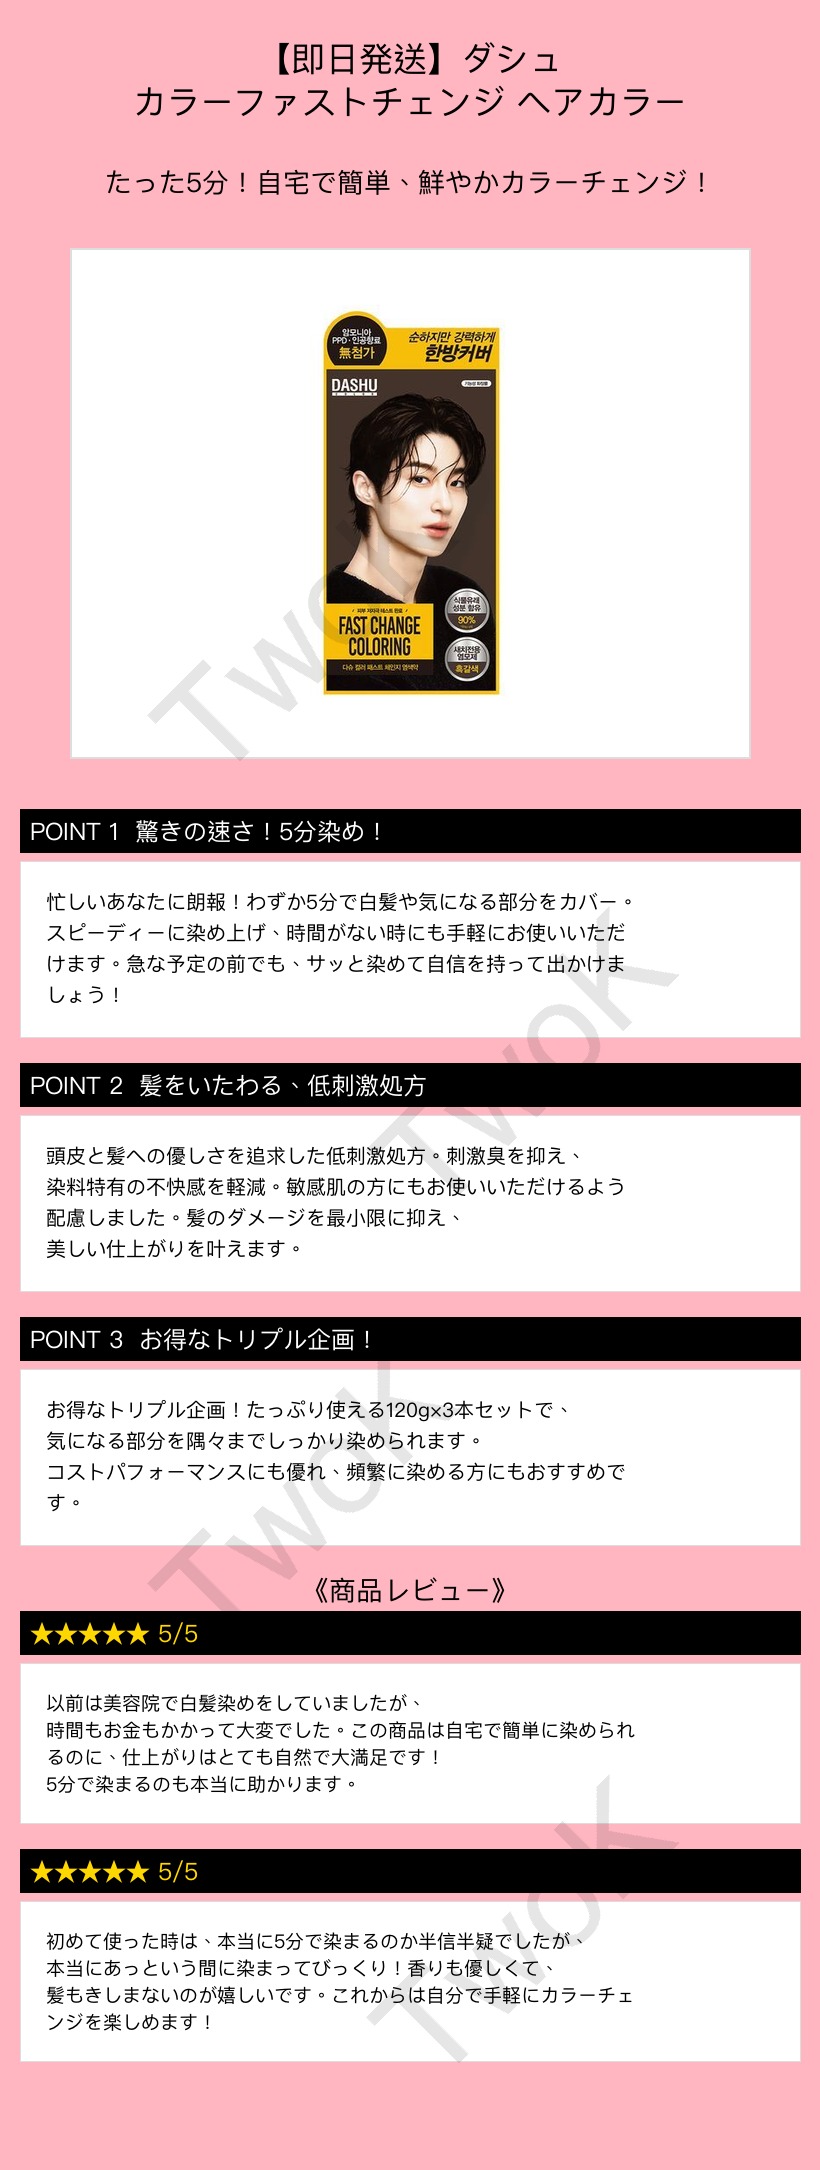 【即日発送】ダシュ
カラーファストチェンジ ヘアカラー
たった5分！自宅で簡単、鮮やかカラーチェンジ！
암모니아
PPD·인공향료
無첨가
순하지만 강력하게
한방커버
DASHU
기능성 화장품
피부 저자극 테스트 완료
FAST CHANGE
COLORING
다슈 컬러 패스트 체인지 염색약
식물유래
성분 함유
90%
새치전용
염모제
흑갈색
TwoK
POINT 1 驚きの速さ！5分染め！
忙しいあなたに朗報！わずか5分で白髪や気になる部分をカバー。
スピーディーに染め上げ、時間がない時にも手軽にお使いいただ
けます。急な予定の前でも、サッと染めて自信を持って出かけま
しょう！
TwoK
POINT 2 髪をいたわる、低刺激処方
頭皮と髪への優しさを追求した低刺激処方。刺激臭を抑え、
染料特有の不快感を軽減。敏感肌の方にもお使いいただけるよう
配慮しました。髪のダメージを最小限に抑え、
美しい仕上がりを叶えます。
POINT 3 お得なトリプル企画！
お得なトリプル企画！たっぷり使える120g×3本セットで、
気になる部分を隅々までしっかり染められます。
コストパフォーマンスにも優れ、頻繁に染める方にもおすすめで
す。
TwoK
《商品レビュー》
★★★★★ 5/5
以前は美容院で白髪染めをしていましたが、
時間もお金もかかって大変でした。この商品は自宅で簡単に染められ
るのに、仕上がりはとても自然で大満足です！
5分で染まるのも本当に助かります。
★★★★★ 5/5
初めて使った時は、本当に5分で染まるのか半信半疑でしたが、
本当にあっという間に染まってびっくり！香りも優しくて、
髪もきしまないのが嬉しいです。これからは自分で手軽にカラーチェ
ンジを楽しめます！
TwoK